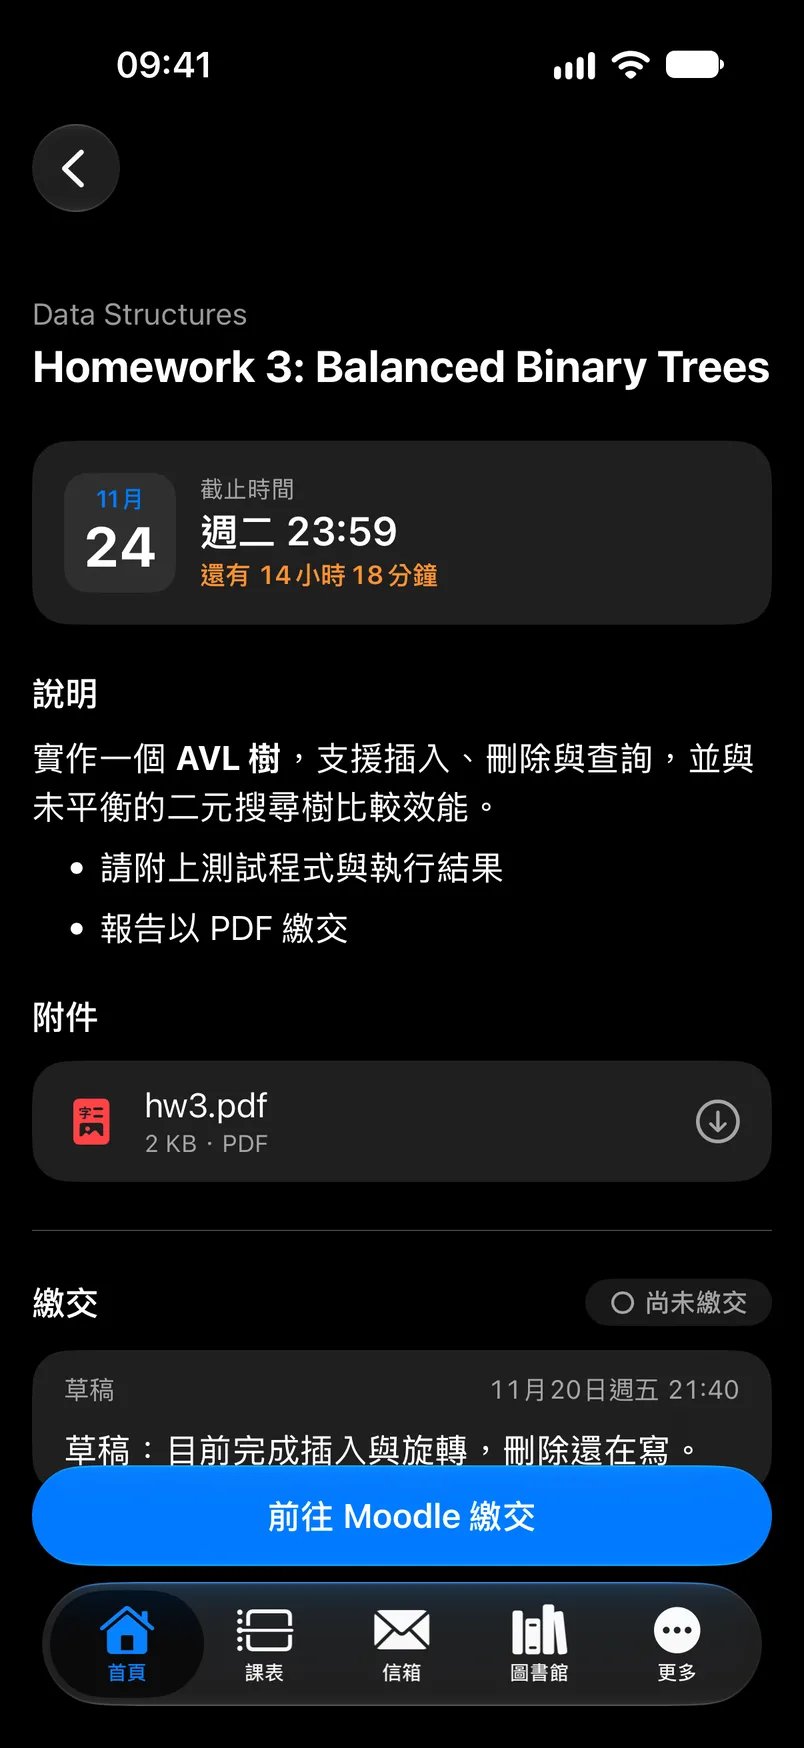 09:41
Data Structures
Homework 3: Balanced Binary Trees
11月
24
截止時間
週二 23:59
還有 14 小時 18 分鐘
說明
實作一個 AVL 樹，支援插入、刪除與查詢，並與
未平衡的二元搜尋樹比較效能。
• 請附上測試程式與執行結果
• 報告以 PDF 繳交
附件
hw3.pdf
2 KB · PDF
繳交
尚未繳交
草稿
11月20日週五 21:40
草稿：目前完成插入與旋轉，刪除還在寫。
前往 Moodle 繳交
首頁
課表
信箱
圖書館
更多